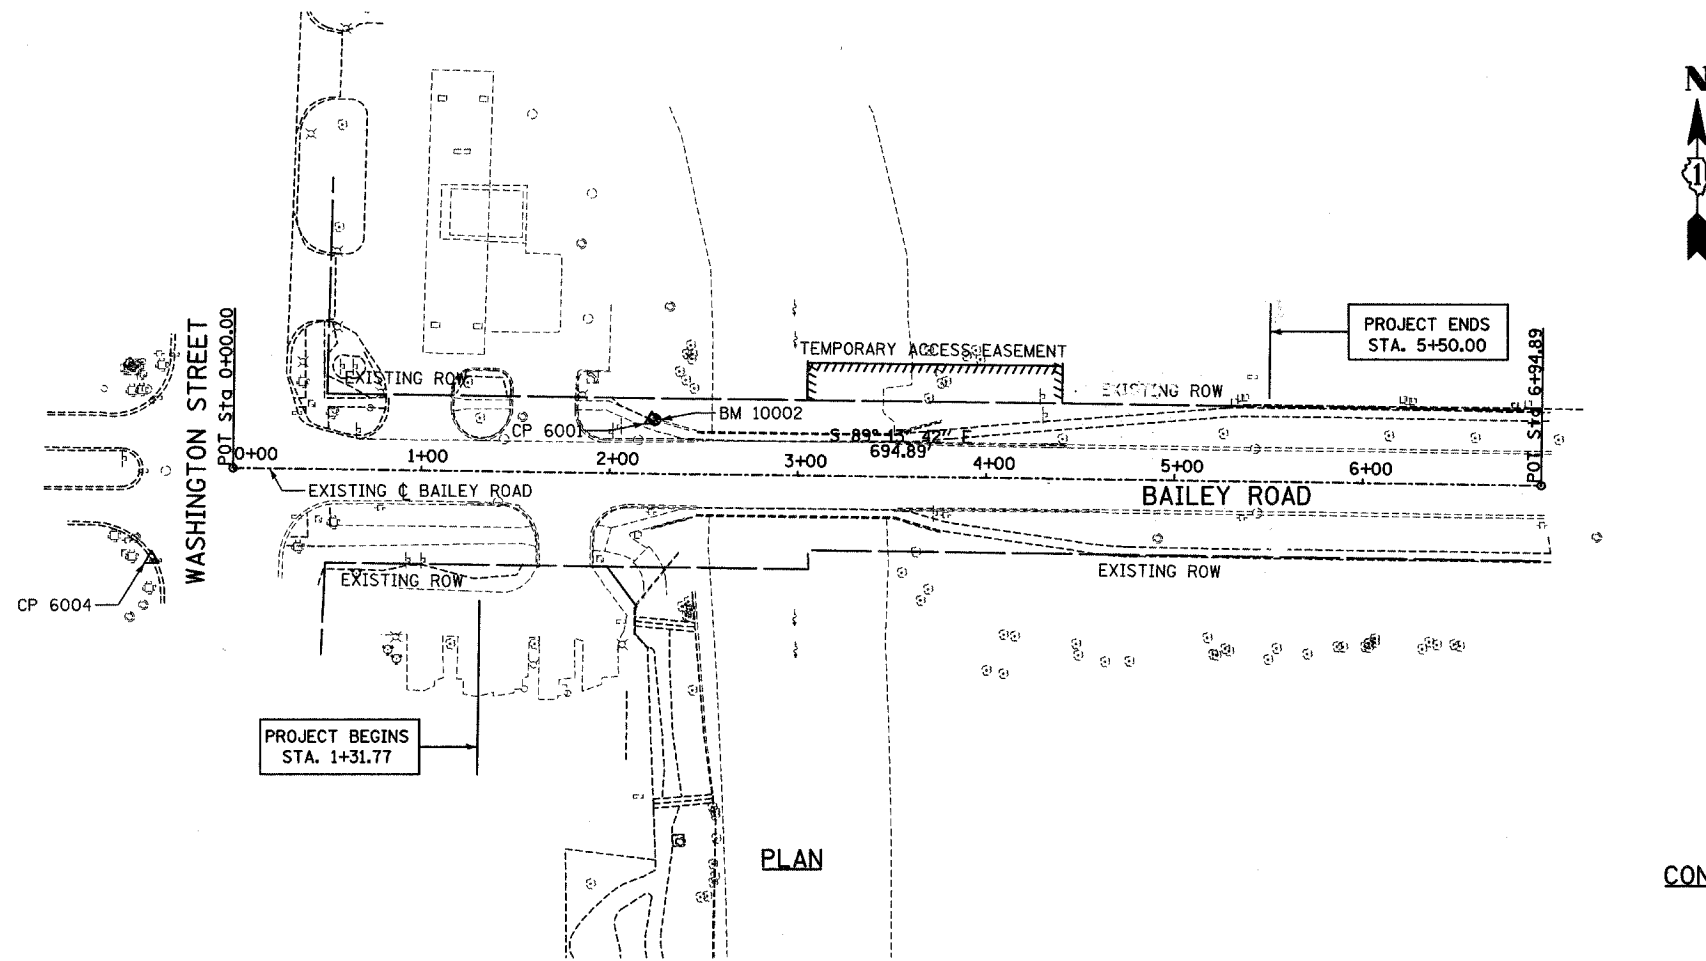 N
1
WASHINGTON STREET
POT Sta 0+00.00
EXISTING ROW
TEMPORARY ACCESS EASEMENT
EXISTING ROW
PROJECT ENDS
STA. 5+50.00
POT Sta 6+94.89
BM 10002
CP 6001
S 89° 42" E
694.89'
0+00
1+00
2+00
3+00
4+00
5+00
6+00
EXISTING ℄ BAILEY ROAD
BAILEY ROAD
EXISTING ROW
EXISTING ROW
CP 6004
PROJECT BEGINS
STA. 1+31.77
PLAN
CON